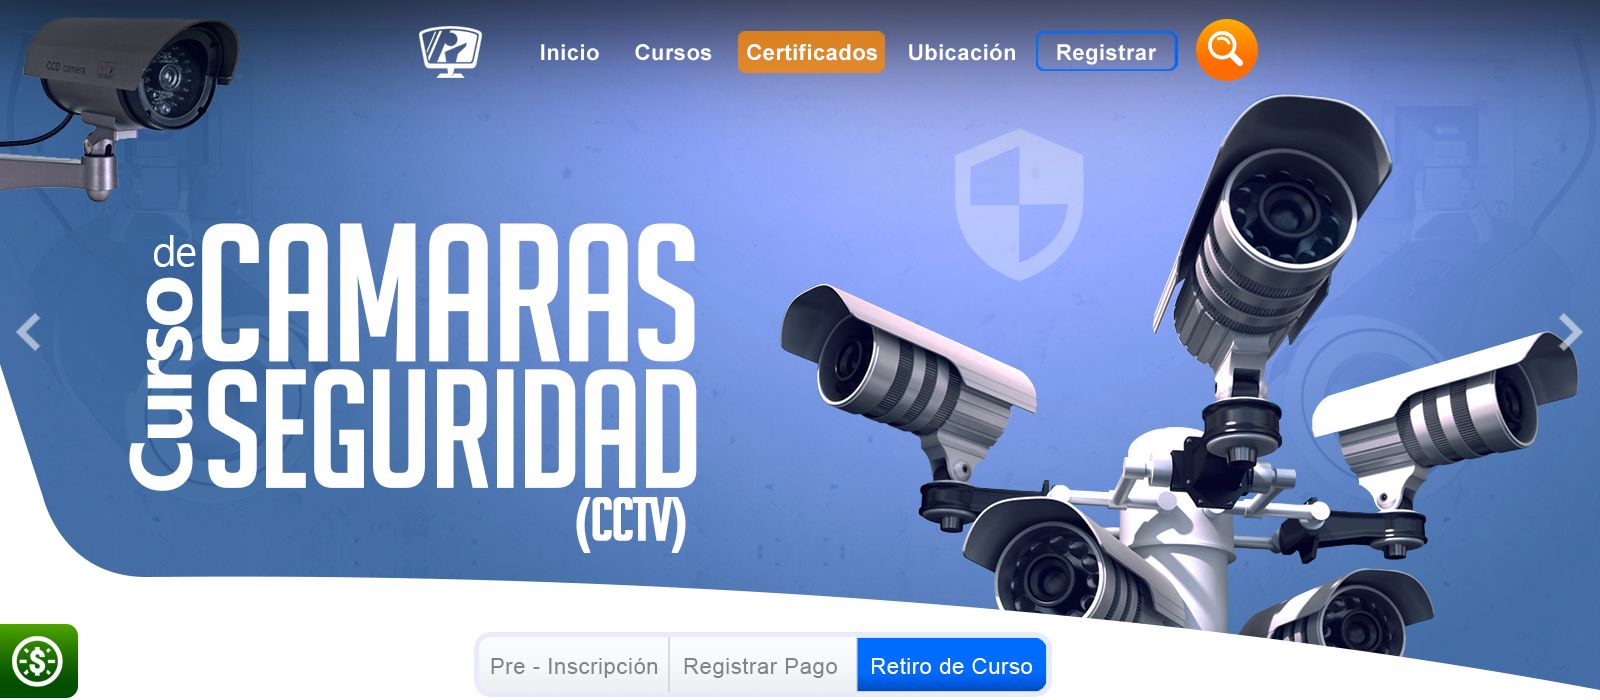 CCD camera
Inicio
Cursos
Certificados
Ubicación
Registrar
Curso de
CAMARAS
SEGURIDAD
(CCTV)
Pre - Inscripción
Registrar Pago
Retiro de Curso